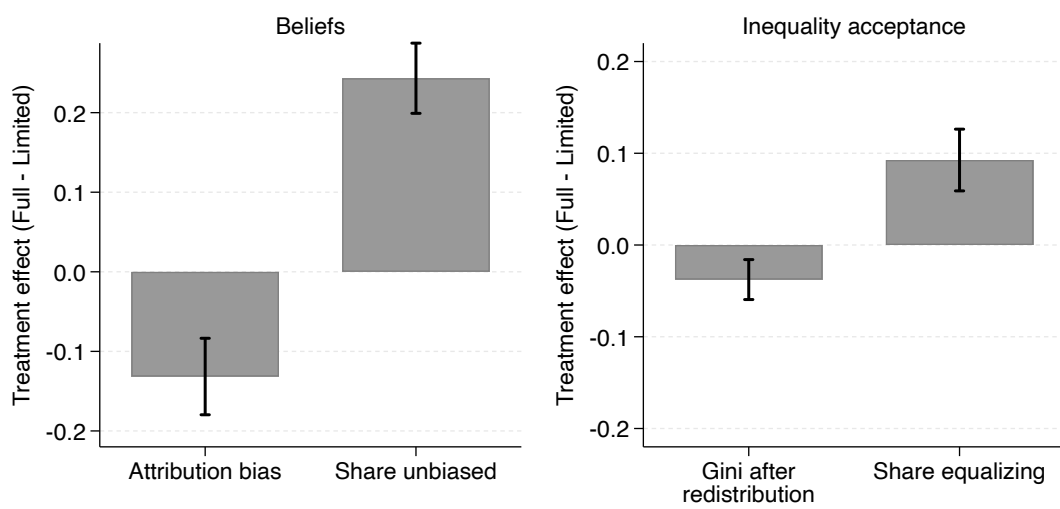 Beliefs
Treatment effect (Full - Limited)
0.2
0.1
0.0
-0.1
-0.2
Attribution bias
Share unbiased
Inequality acceptance
Treatment effect (Full - Limited)
0.2
0.1
0.0
-0.1
-0.2
Gini after
redistribution
Share equalizing